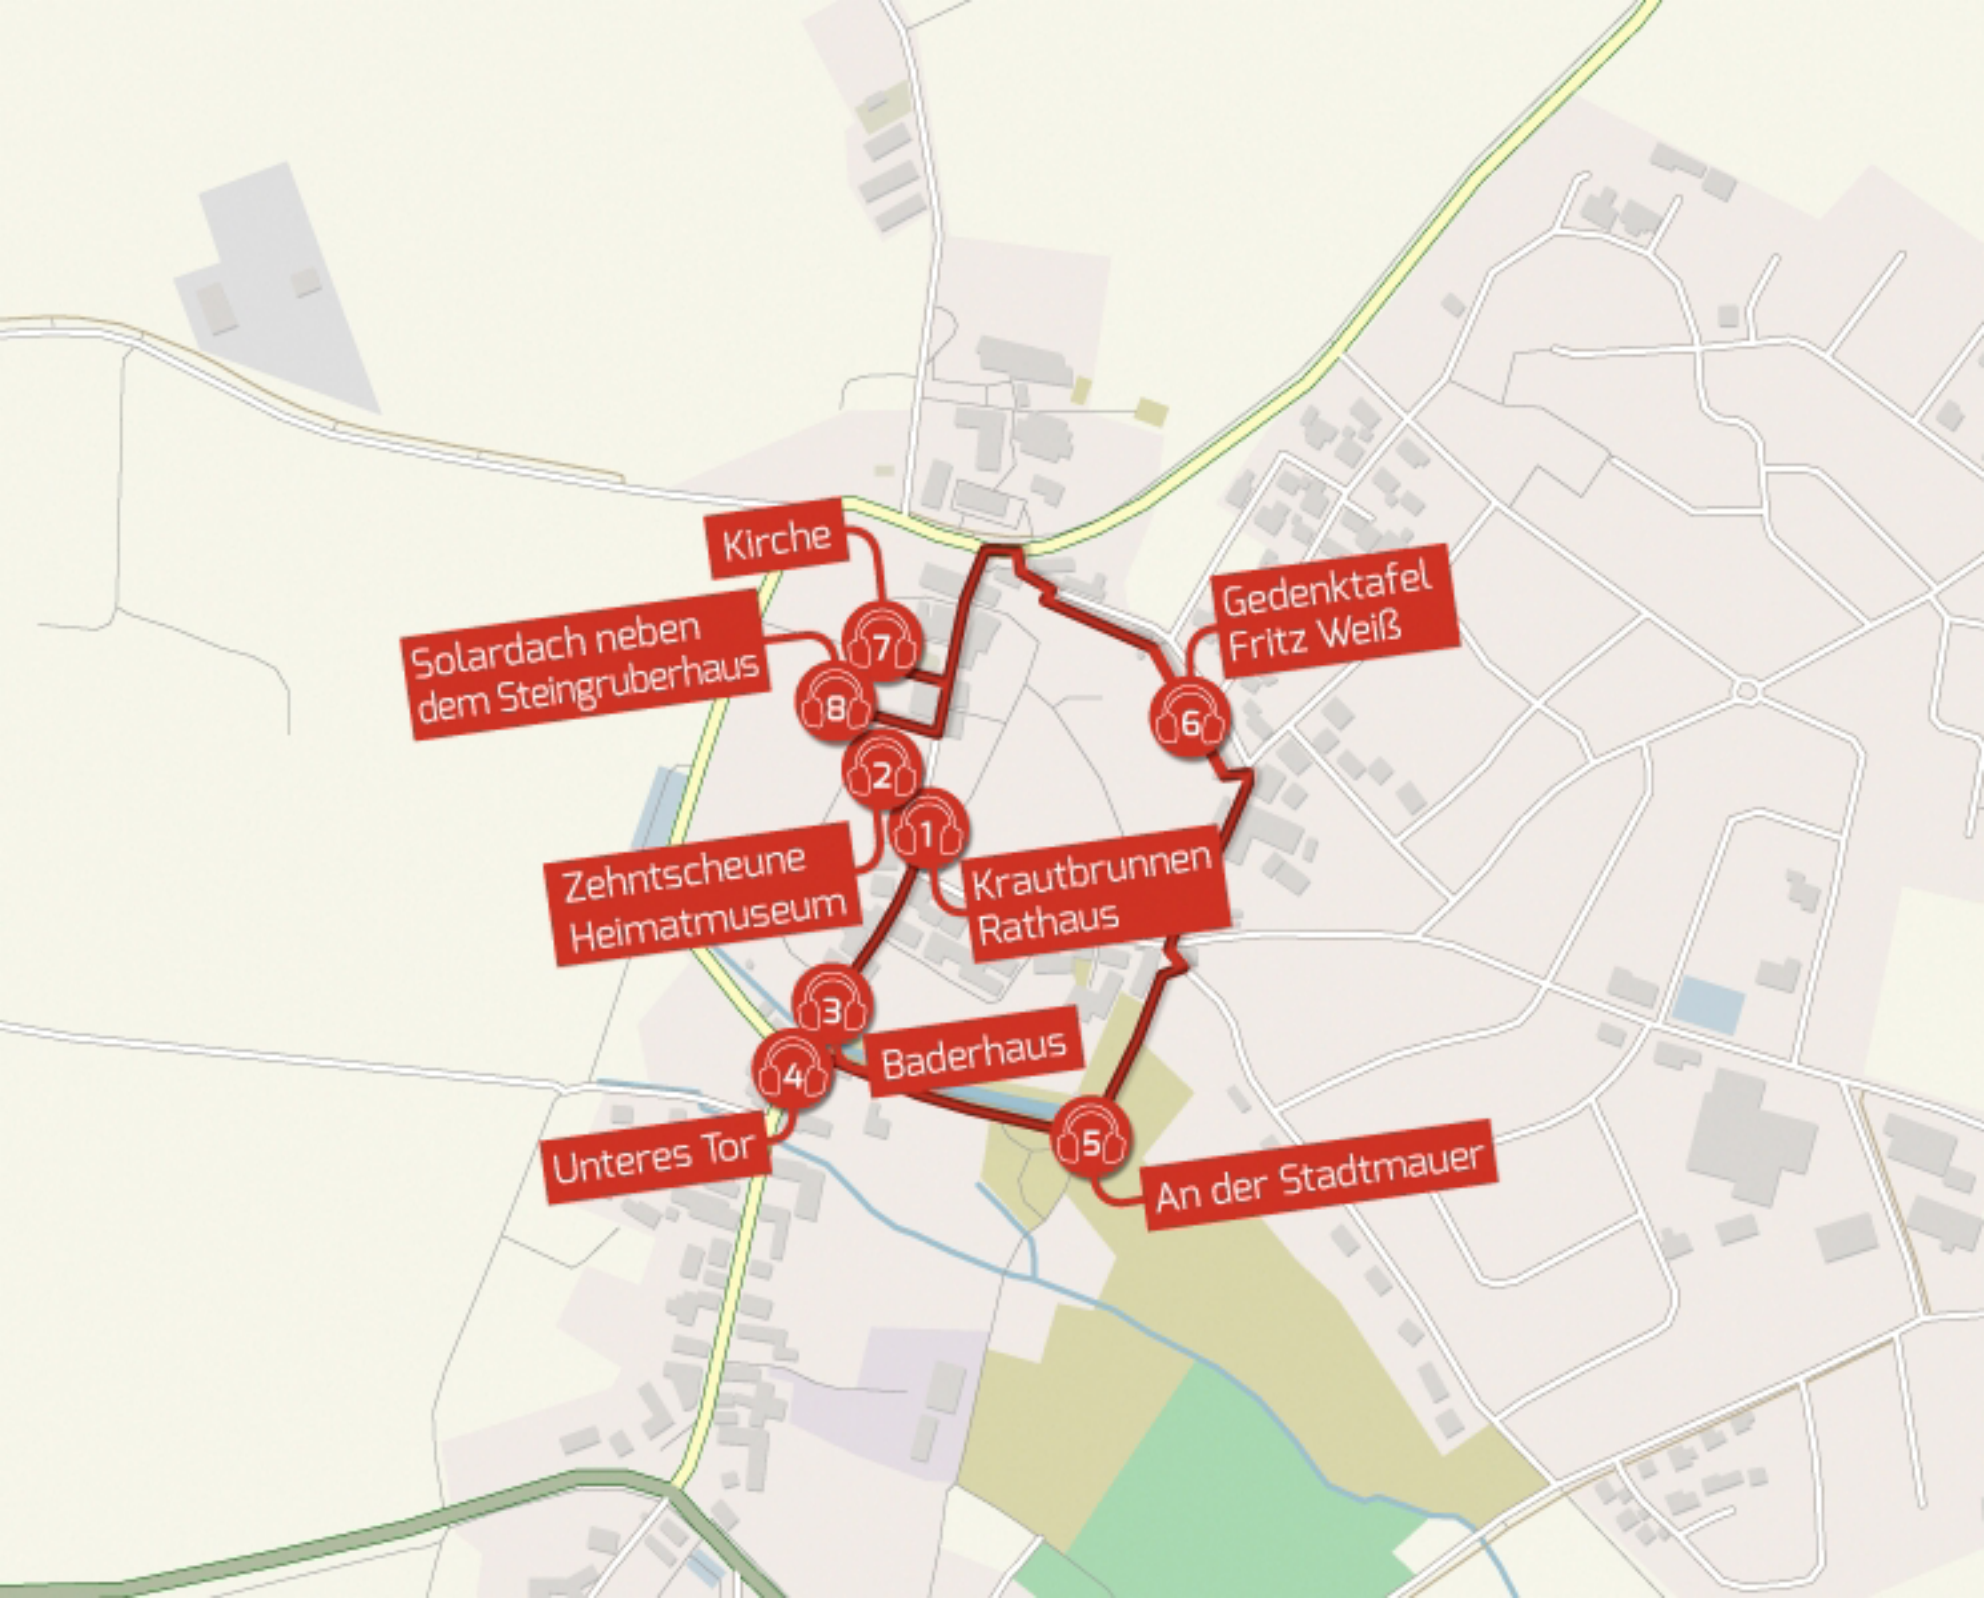 Kirche
7
Solardach neben
dem Steingruberhaus
8
Gedenktafel
Fritz Weiß
6
2
1
Zehntscheune
Heimatmuseum
Krautbrunnen
Rathaus
3
Baderhaus
4
Unteres Tor
5
An der Stadtmauer